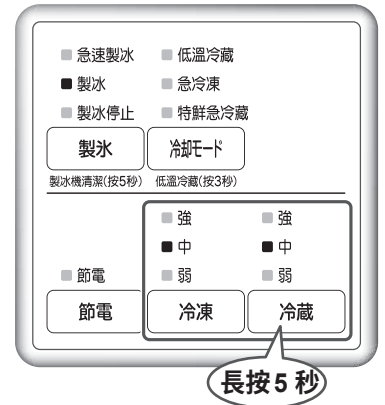 急速製冰 低溫冷藏
製冰 急冷凍
製冰停止 特鮮急冷藏
製氷 冷却モード
製冰機清潔(按5秒) 低溫冷藏(按3秒)
強 強
中 中
節電 弱 弱
節電 冷凍 冷蔵
長按5秒